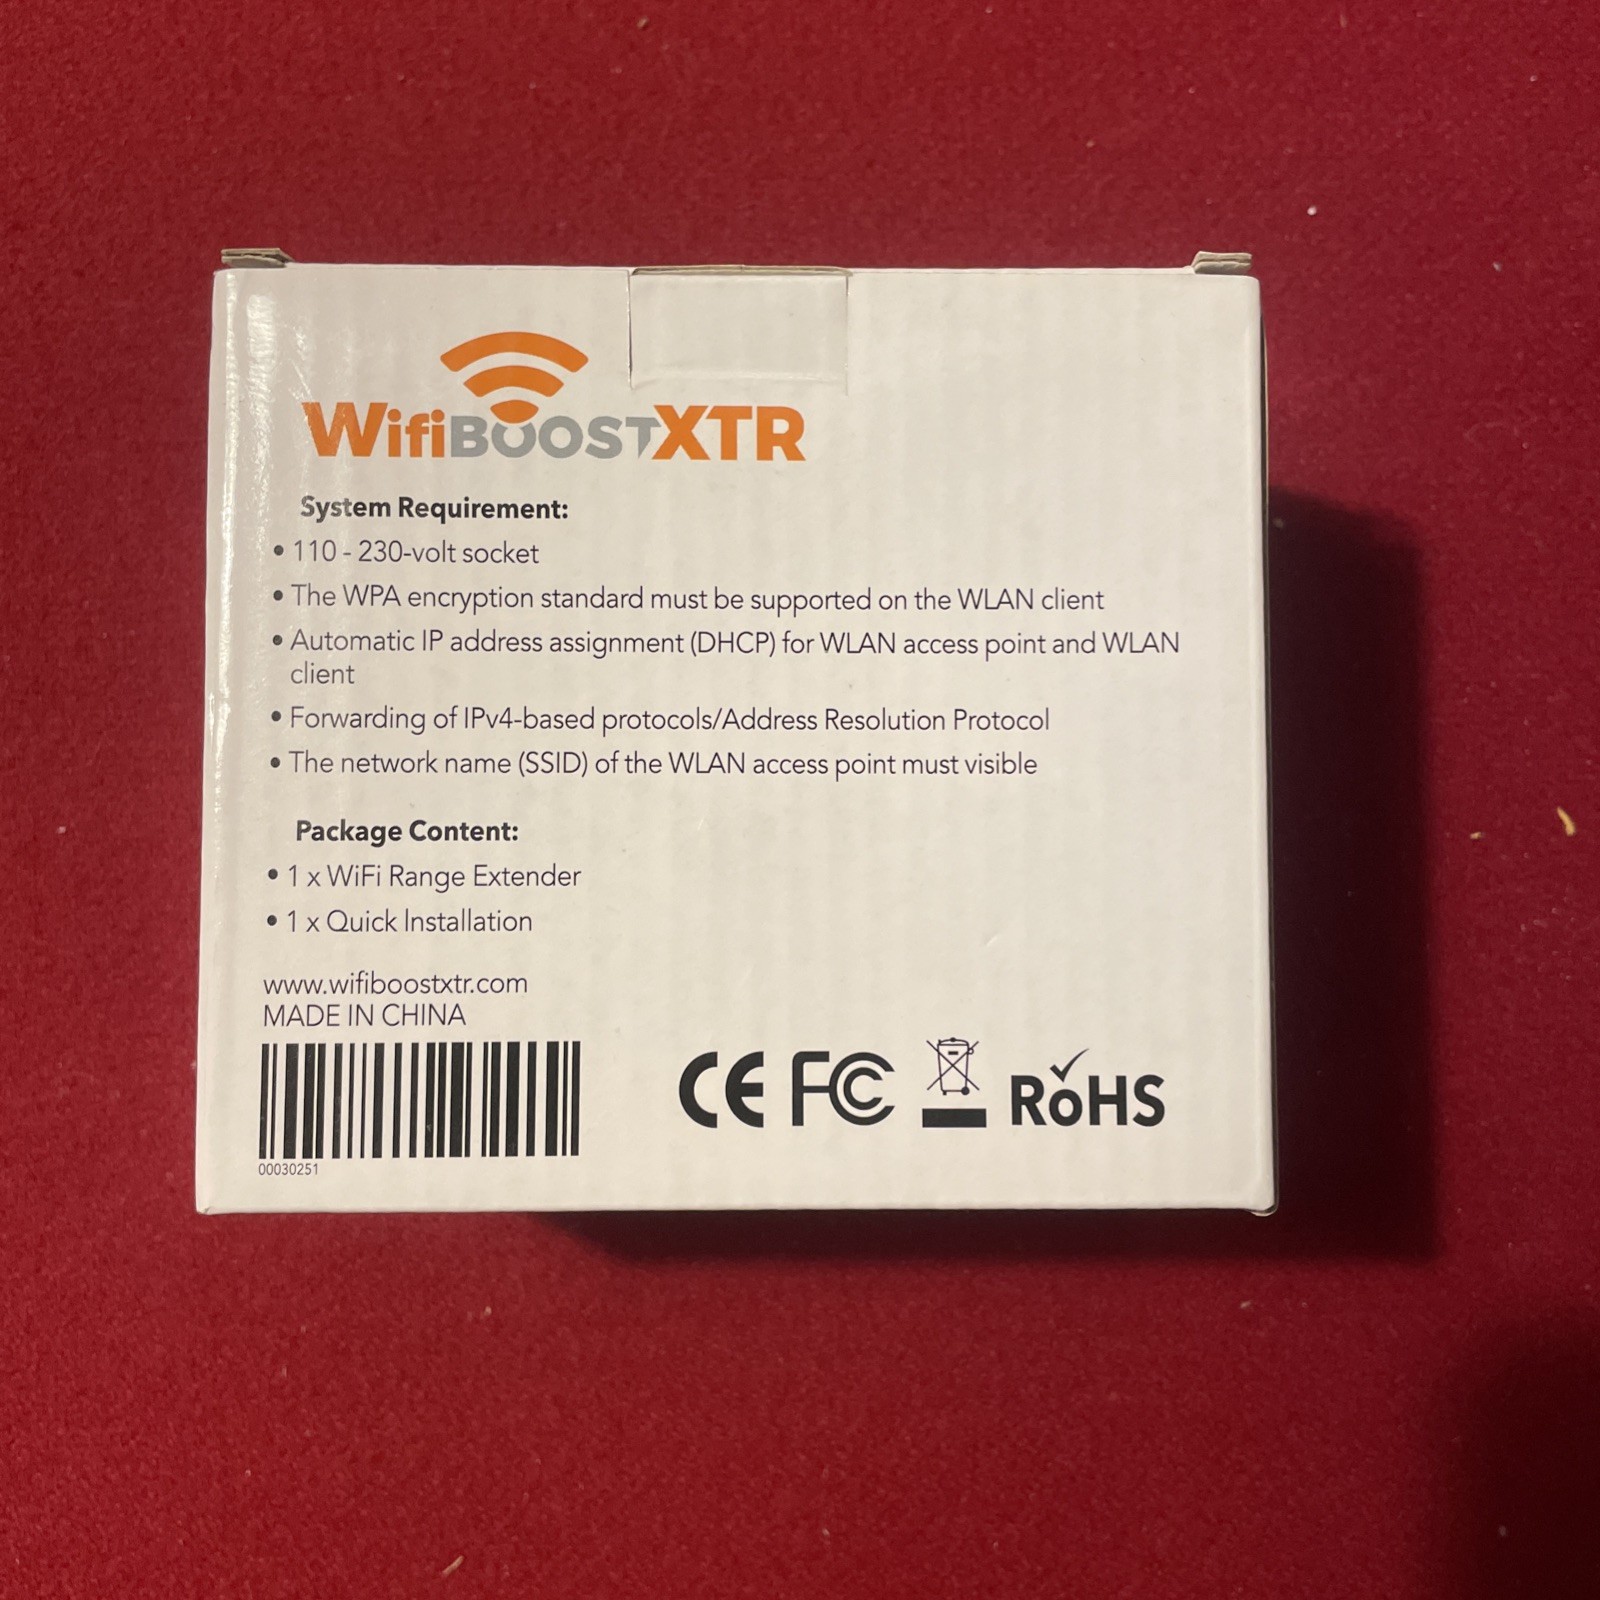 WifiBOOSTXTR
System Requirement:
• 110 - 230-volt socket
• The WPA encryption standard must be supported on the WLAN client
• Automatic IP address assignment (DHCP) for WLAN access point and WLAN
client
• Forwarding of IPv4-based protocols/Address Resolution Protocol
• The network name (SSID) of the WLAN access point must visible
Package Content:
• 1 x WiFi Range Extender
• 1 x Quick Installation
www.wifiboostxtr.com
MADE IN CHINA
00030251
CE FC RoHS